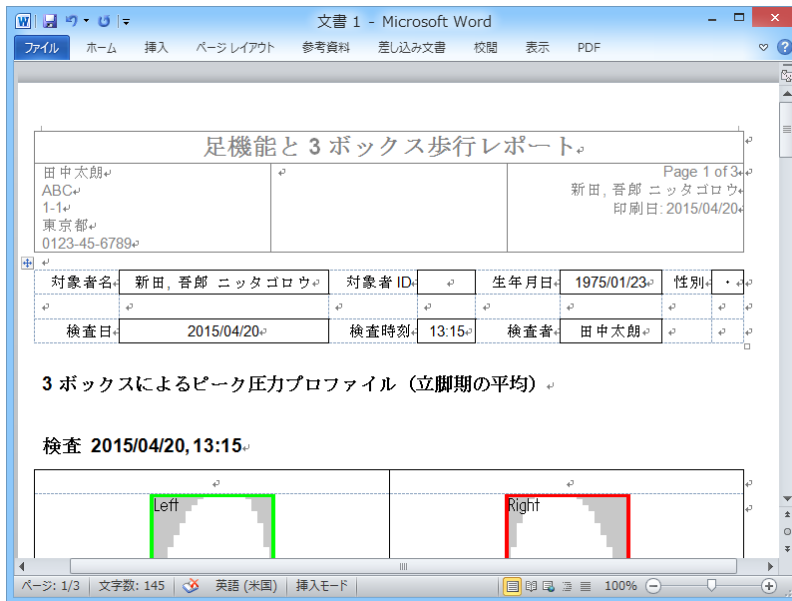 文書 1 - Microsoft Word
ファイル ホーム 挿入 ページ レイアウト 参考資料 差し込み文書 校閲 表示 PDF
足機能と 3 ボックス歩行レポート
田中太朗
ABC
1-1
東京都
0123-45-6789
Page 1 of 3
新田, 吾郎 ニッタゴロウ
印刷日: 2015/04/20
対象者名 新田, 吾郎 ニッタゴロウ 対象者 ID 生年月日 1975/01/23 性別 ・
検査日 2015/04/20 検査時刻 13:15 検査者 田中太朗
3 ボックスによるピーク圧力プロファイル（立脚期の平均）
検査 2015/04/20, 13:15
Left Right
ページ: 1/3 文字数: 145 英語 (米国) 挿入モード 100%